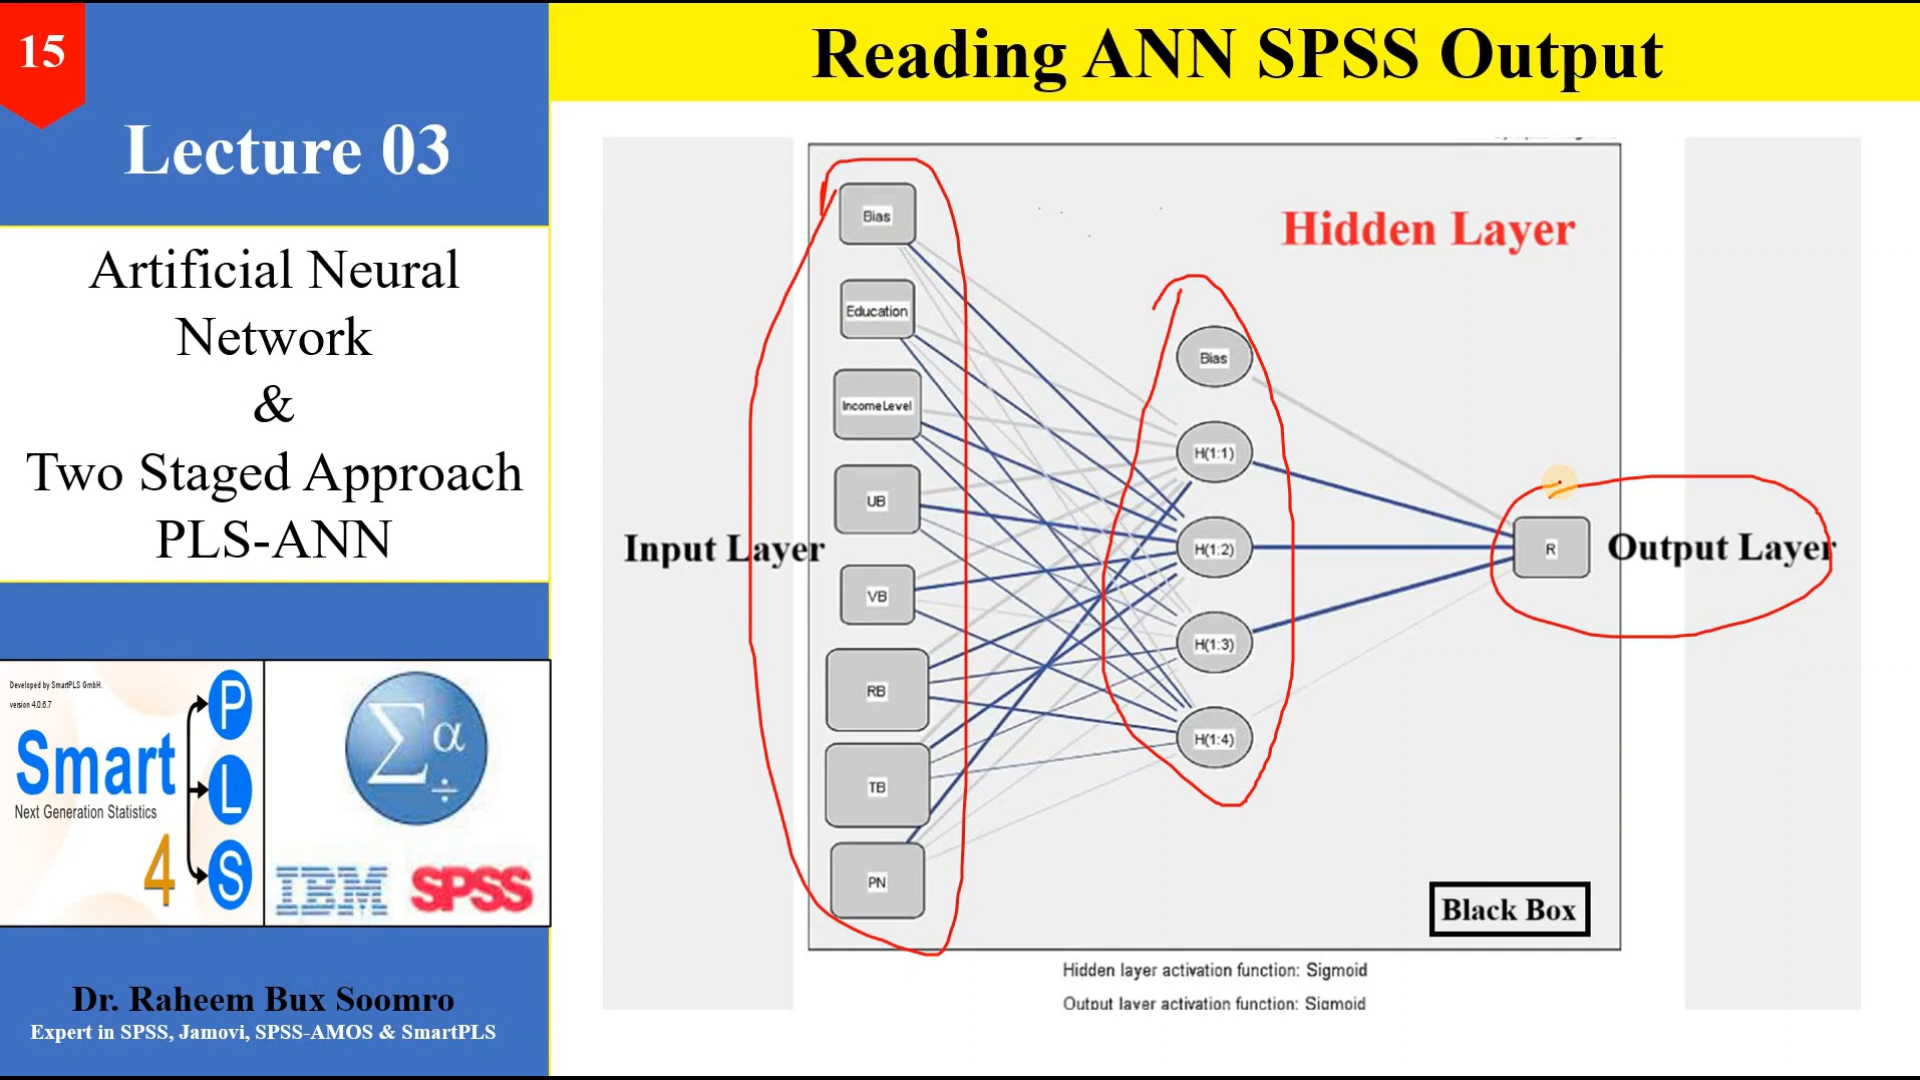 15
Reading ANN SPSS Output
Lecture 03
Artificial Neural
Network
&
Two Staged Approach
PLS-ANN
Developed by SmartPLS GmbH.
version 4.0.6.7
Smart
Next Generation Statistics
4
P
L
S
Σ α ÷
IBM SPSS
Dr. Raheem Bux Soomro
Expert in SPSS, Jamovi, SPSS-AMOS & SmartPLS
Hidden Layer
Input Layer
Output Layer
Bias
Education
IncomeLevel
UB
VB
RB
TB
PN
Bias
H(1:1)
H(1:2)
H(1:3)
H(1:4)
R
Black Box
Hidden layer activation function: Sigmoid
Output layer activation function: Sigmoid